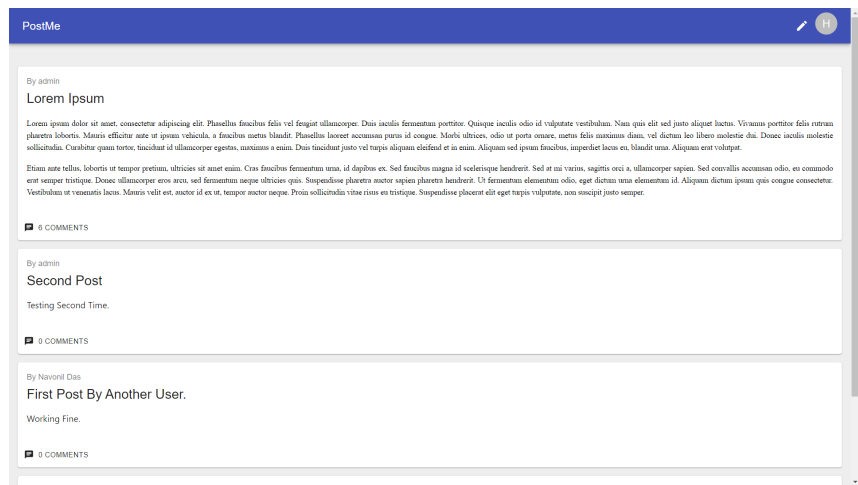 PostMe
H
By admin
Lorem Ipsum
Lorem ipsum dolor sit amet, consectetur adipiscing elit. Phasellus faucibus felis vel feugiat ullamcorper. Duis iaculis fermentum porttitor. Quisque iaculis odio id vulputate vestibulum. Nam quis elit sed justo aliquet luctus. Vivamus porttitor felis rutrum
pharetra lobortis. Mauris efficitur ante ut ipsum vehicula, a faucibus metus blandit. Phasellus laoreet accumsan purus id congue. Morbi ultrices, odio ut porta ornare, metus felis maximus diam, vel dictum leo libero molestie dui. Donec iaculis molestie
sollicitudin. Curabitur quam tortor, tincidunt id ullamcorper egestas, maximus a enim. Duis tincidunt justo vel turpis aliquam eleifend et in enim. Aliquam sed ipsum faucibus, imperdiet lacus eu, blandit urna. Aliquam erat volutpat.
Etiam ante tellus, lobortis ut tempor pretium, ultricies sit amet enim. Cras faucibus fermentum urna, id dapibus ex. Sed faucibus magna id scelerisque hendrerit. Sed at mi varius, sagittis orci a, ullamcorper sapien. Sed convallis accumsan odio, eu commodo
erat semper tristique. Donec ullamcorper eros arcu, sed fermentum neque ultricies quis. Suspendisse pharetra auctor sapien pharetra hendrerit. Ut fermentum elementum odio, eget dictum urna elementum id. Aliquam dictum ipsum quis congue consectetur.
Vestibulum ut venenatis lacus. Mauris velit est, auctor id ex ut, tempor auctor neque. Proin sollicitudin vitae risus eu tristique. Suspendisse placerat elit eget turpis vulputate, non suscipit justo semper.
6 COMMENTS
By admin
Second Post
Testing Second Time.
0 COMMENTS
By Navonil Das
First Post By Another User.
Working Fine.
0 COMMENTS